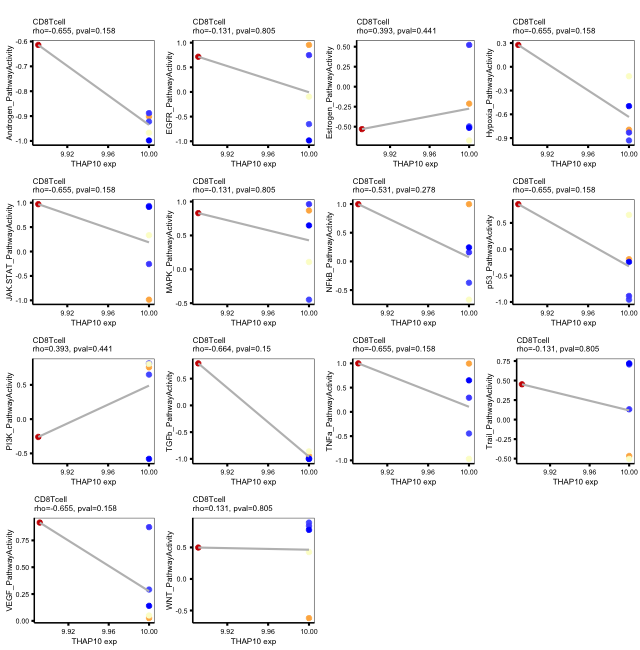 CD8Tcell
rho=-0.655, pval=0.158
Androgen_PathwayActivity
-0.6
-0.7
-0.8
-0.9
-1.0
9.92
9.96
10.00
THAP10 exp
CD8Tcell
rho=-0.131, pval=0.805
EGFR_PathwayActivity
1.0
0.5
0.0
-0.5
-1.0
9.92
9.96
10.00
THAP10 exp
CD8Tcell
rho=0.393, pval=0.441
Estrogen_PathwayActivity
0.50
0.25
0.00
-0.25
-0.50
9.92
9.96
10.00
THAP10 exp
CD8Tcell
rho=-0.655, pval=0.158
Hypoxia_PathwayActivity
0.3
0.0
-0.3
-0.6
-0.9
9.92
9.96
10.00
THAP10 exp
CD8Tcell
rho=-0.655, pval=0.158
JAK.STAT_PathwayActivity
1.0
0.5
0.0
-0.5
-1.0
9.92
9.96
10.00
THAP10 exp
CD8Tcell
rho=-0.131, pval=0.805
MAPK_PathwayActivity
1.0
0.5
0.0
-0.5
9.92
9.96
10.00
THAP10 exp
CD8Tcell
rho=-0.531, pval=0.278
NFkB_PathwayActivity
1.0
0.5
0.0
-0.5
9.92
9.96
10.00
THAP10 exp
CD8Tcell
rho=-0.655, pval=0.158
p53_PathwayActivity
0.5
0.0
-0.5
-1.0
9.92
9.96
10.00
THAP10 exp
CD8Tcell
rho=0.393, pval=0.441
PI3K_PathwayActivity
0.5
0.0
-0.5
9.92
9.96
10.00
THAP10 exp
CD8Tcell
rho=-0.664, pval=0.15
TGFb_PathwayActivity
0.5
0.0
-0.5
-1.0
9.92
9.96
10.00
THAP10 exp
CD8Tcell
rho=-0.655, pval=0.158
TNFa_PathwayActivity
1.0
0.5
0.0
-0.5
-1.0
9.92
9.96
10.00
THAP10 exp
CD8Tcell
rho=-0.131, pval=0.805
Trail_PathwayActivity
0.75
0.50
0.25
0.00
-0.25
-0.50
9.92
9.96
10.00
THAP10 exp
CD8Tcell
rho=-0.655, pval=0.158
VEGF_PathwayActivity
0.75
0.50
0.25
0.00
9.92
9.96
10.00
THAP10 exp
CD8Tcell
rho=0.131, pval=0.805
WNT_PathwayActivity
0.5
0.0
-0.5
9.92
9.96
10.00
THAP10 exp